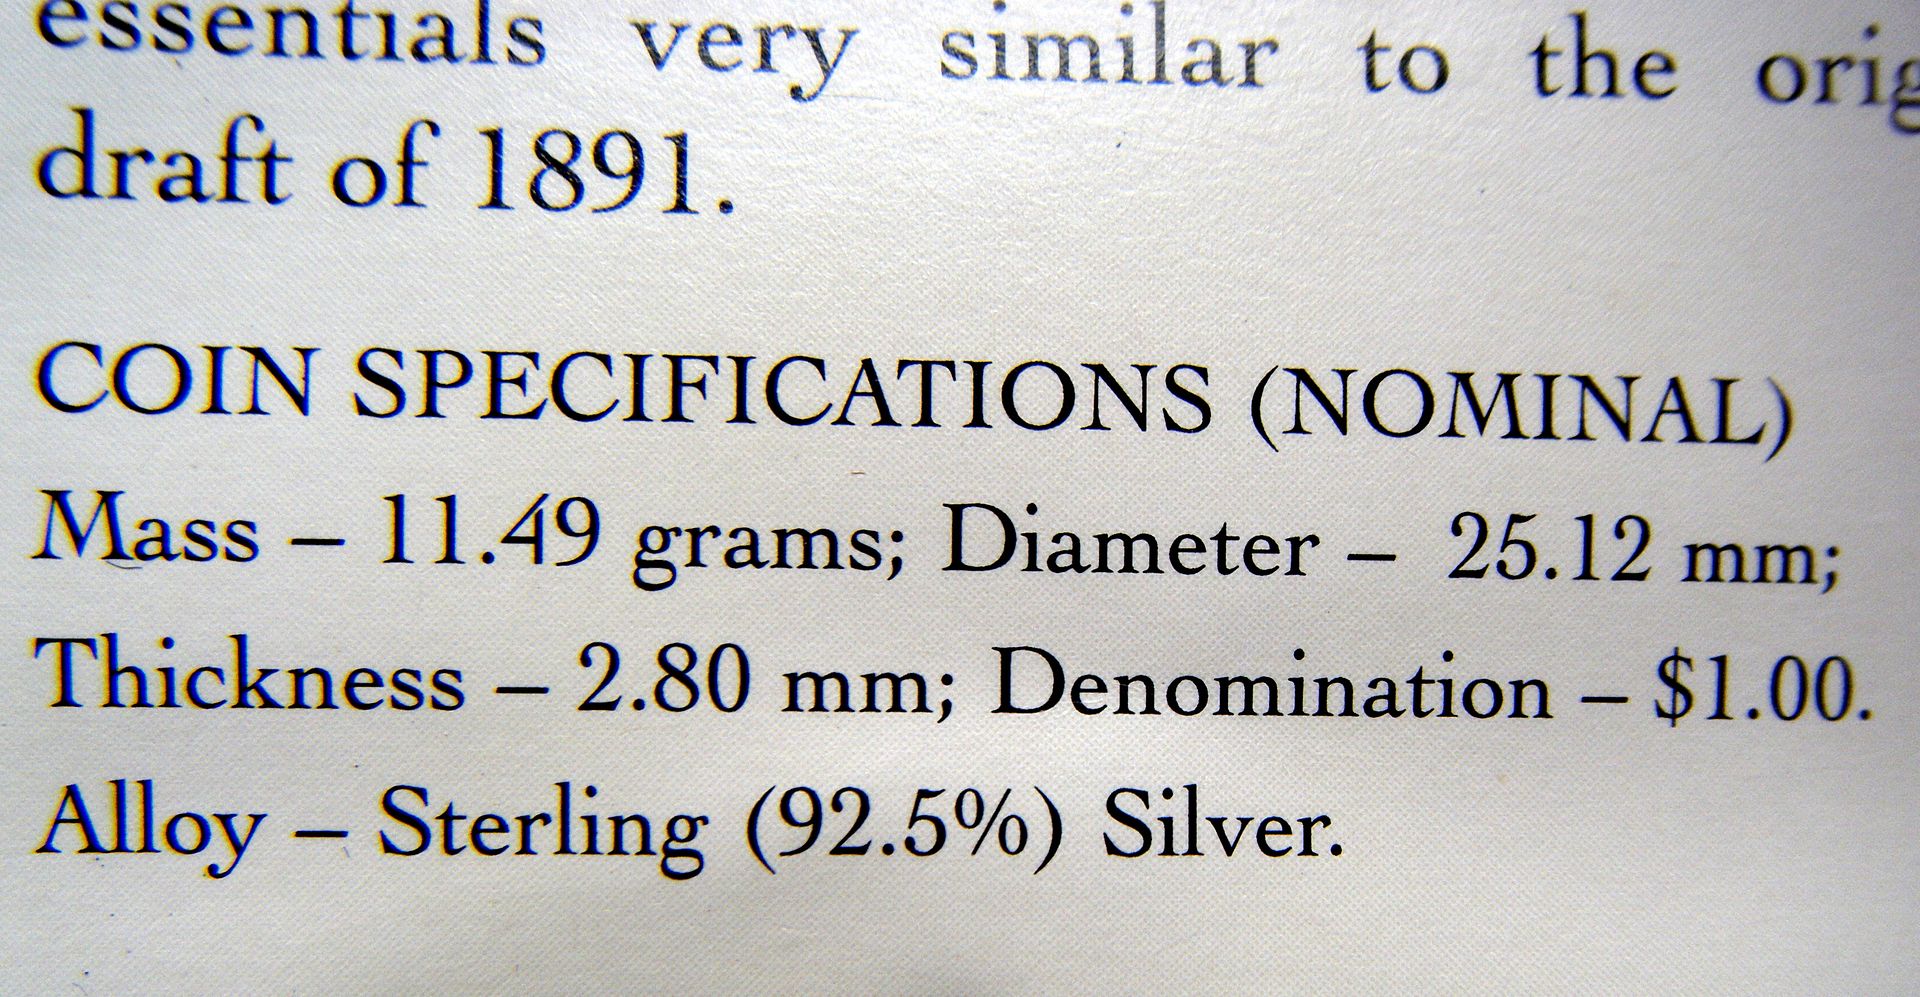 essentials very similar to the
draft of 1891.
COIN SPECIFICATIONS (NOMINAL)
Mass – 11.49 grams; Diameter – 25.12 mm;
Thickness – 2.80 mm; Denomination – $1.00.
Alloy – Sterling (92.5%) Silver.